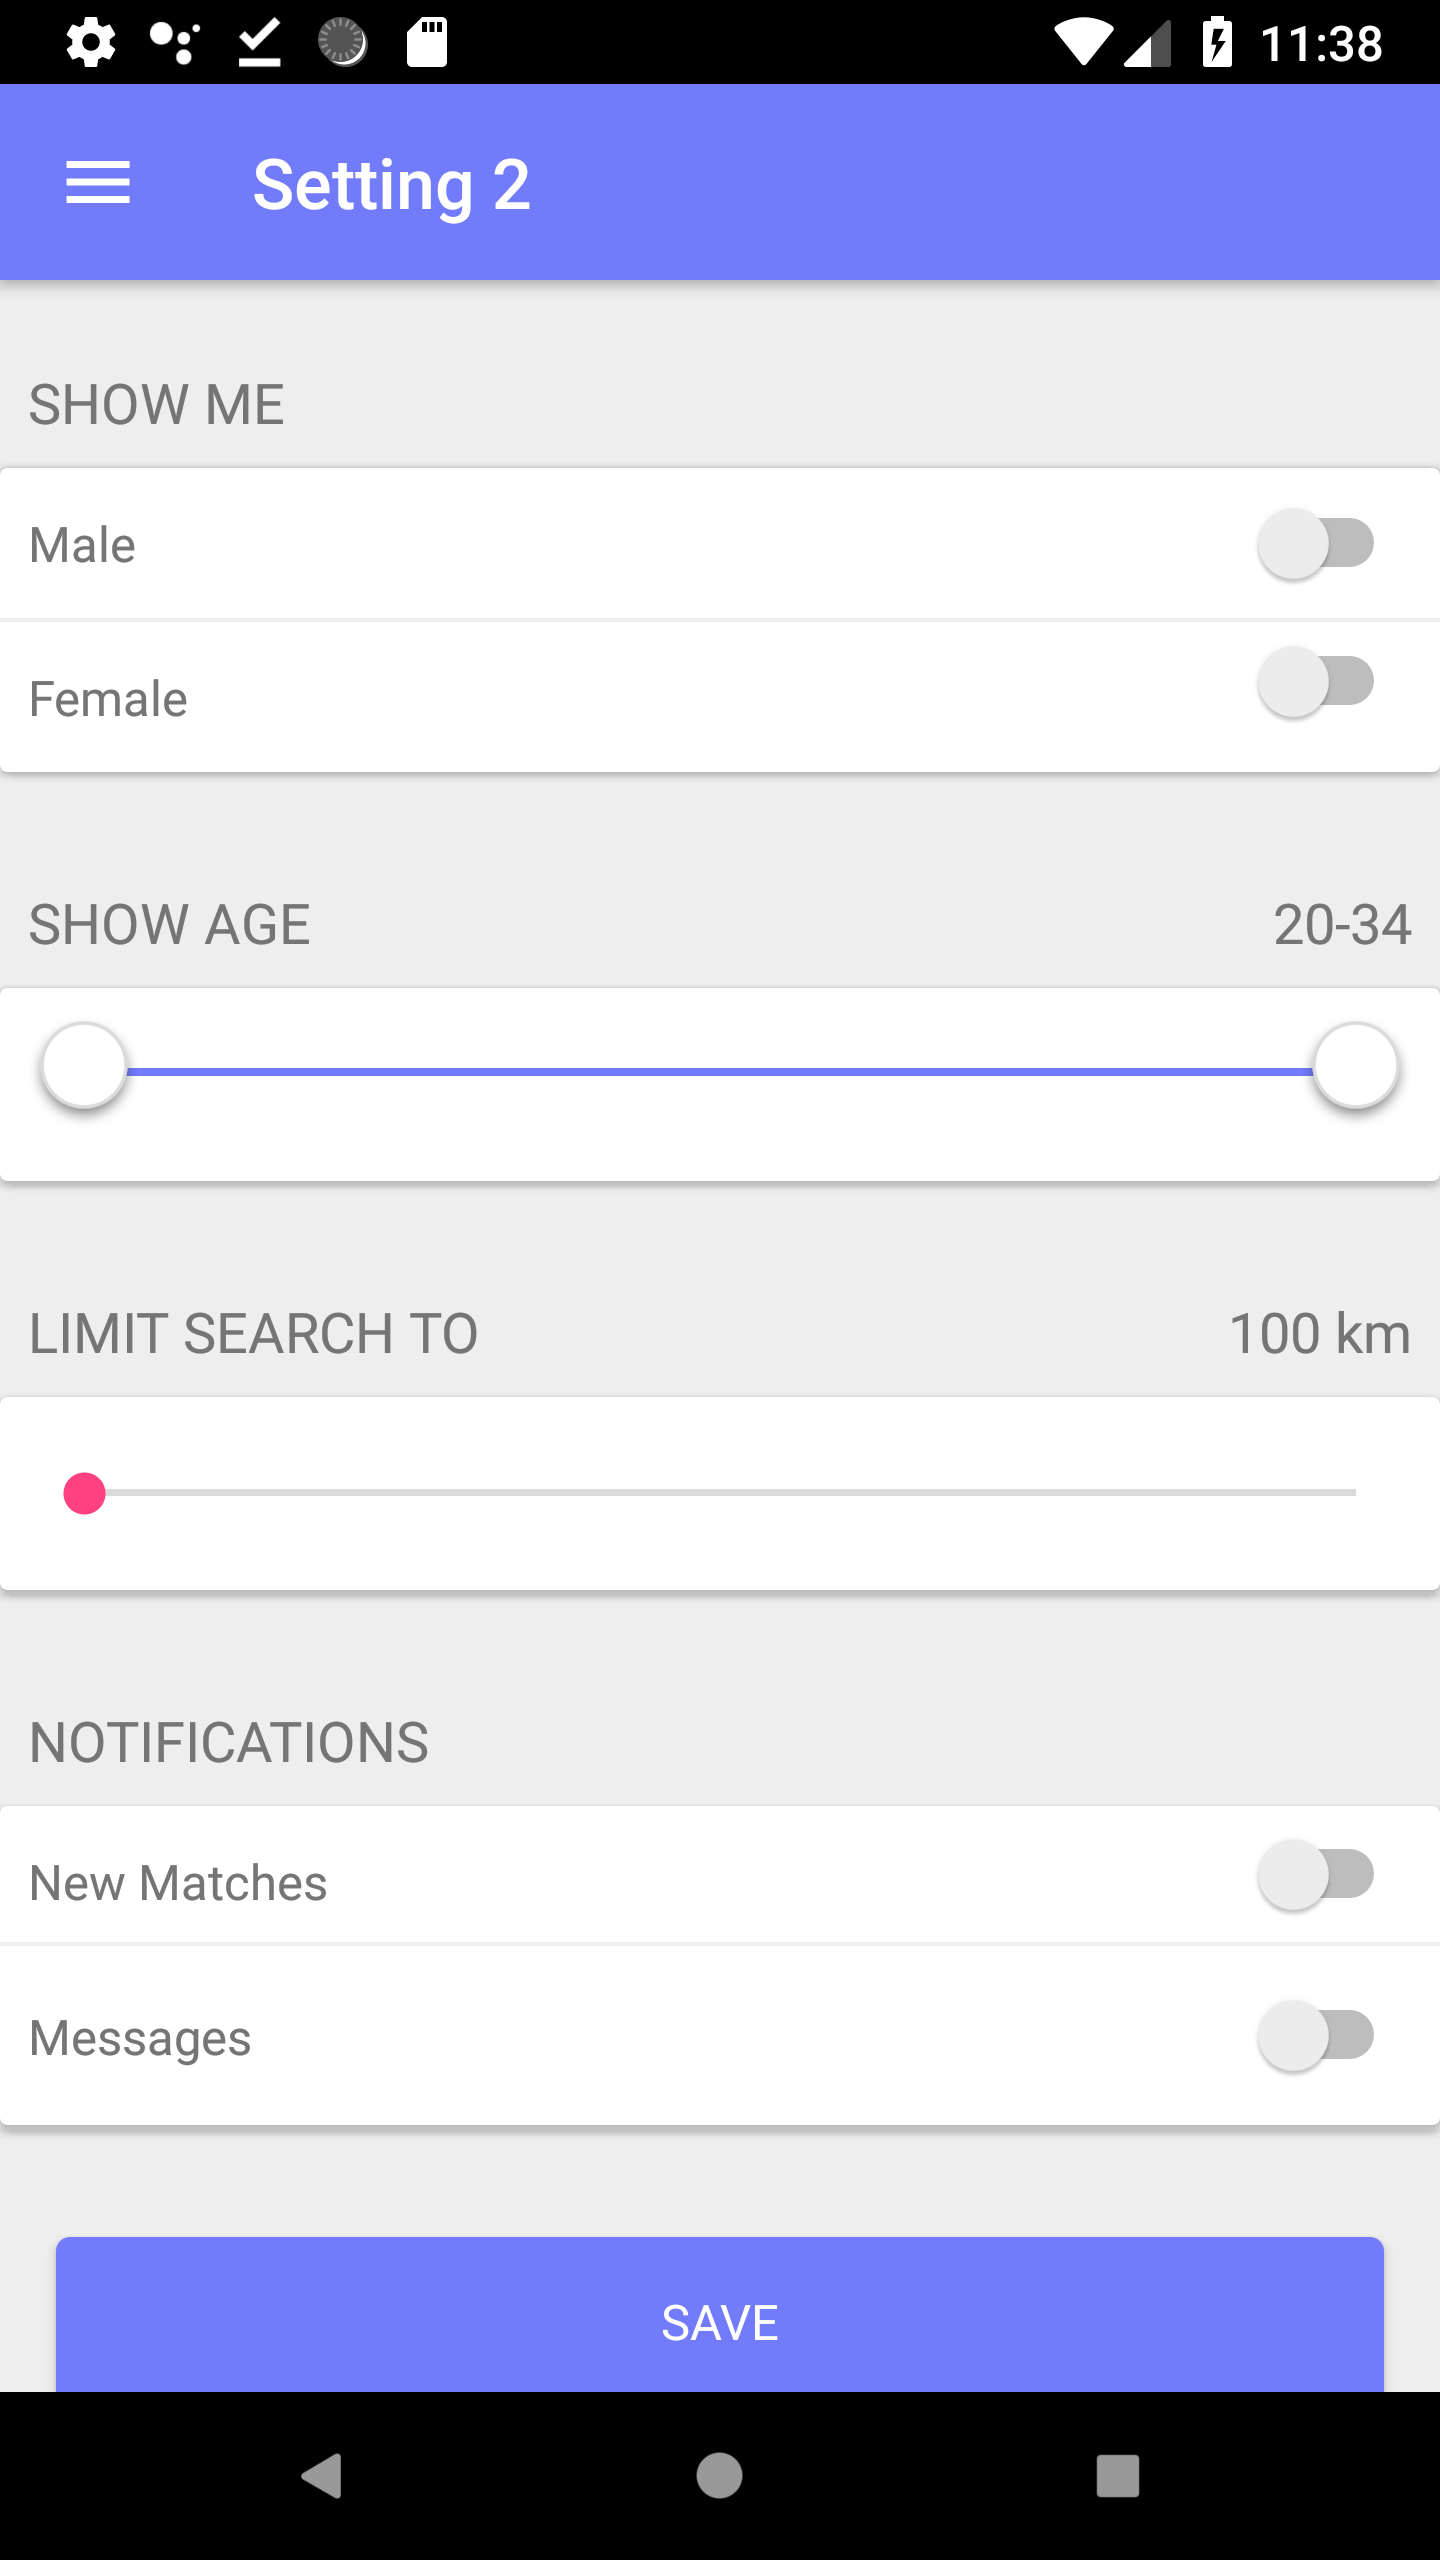 11:38
Setting 2
SHOW ME
Male
Female
SHOW AGE 20-34
LIMIT SEARCH TO 100 km
NOTIFICATIONS
New Matches
Messages
SAVE